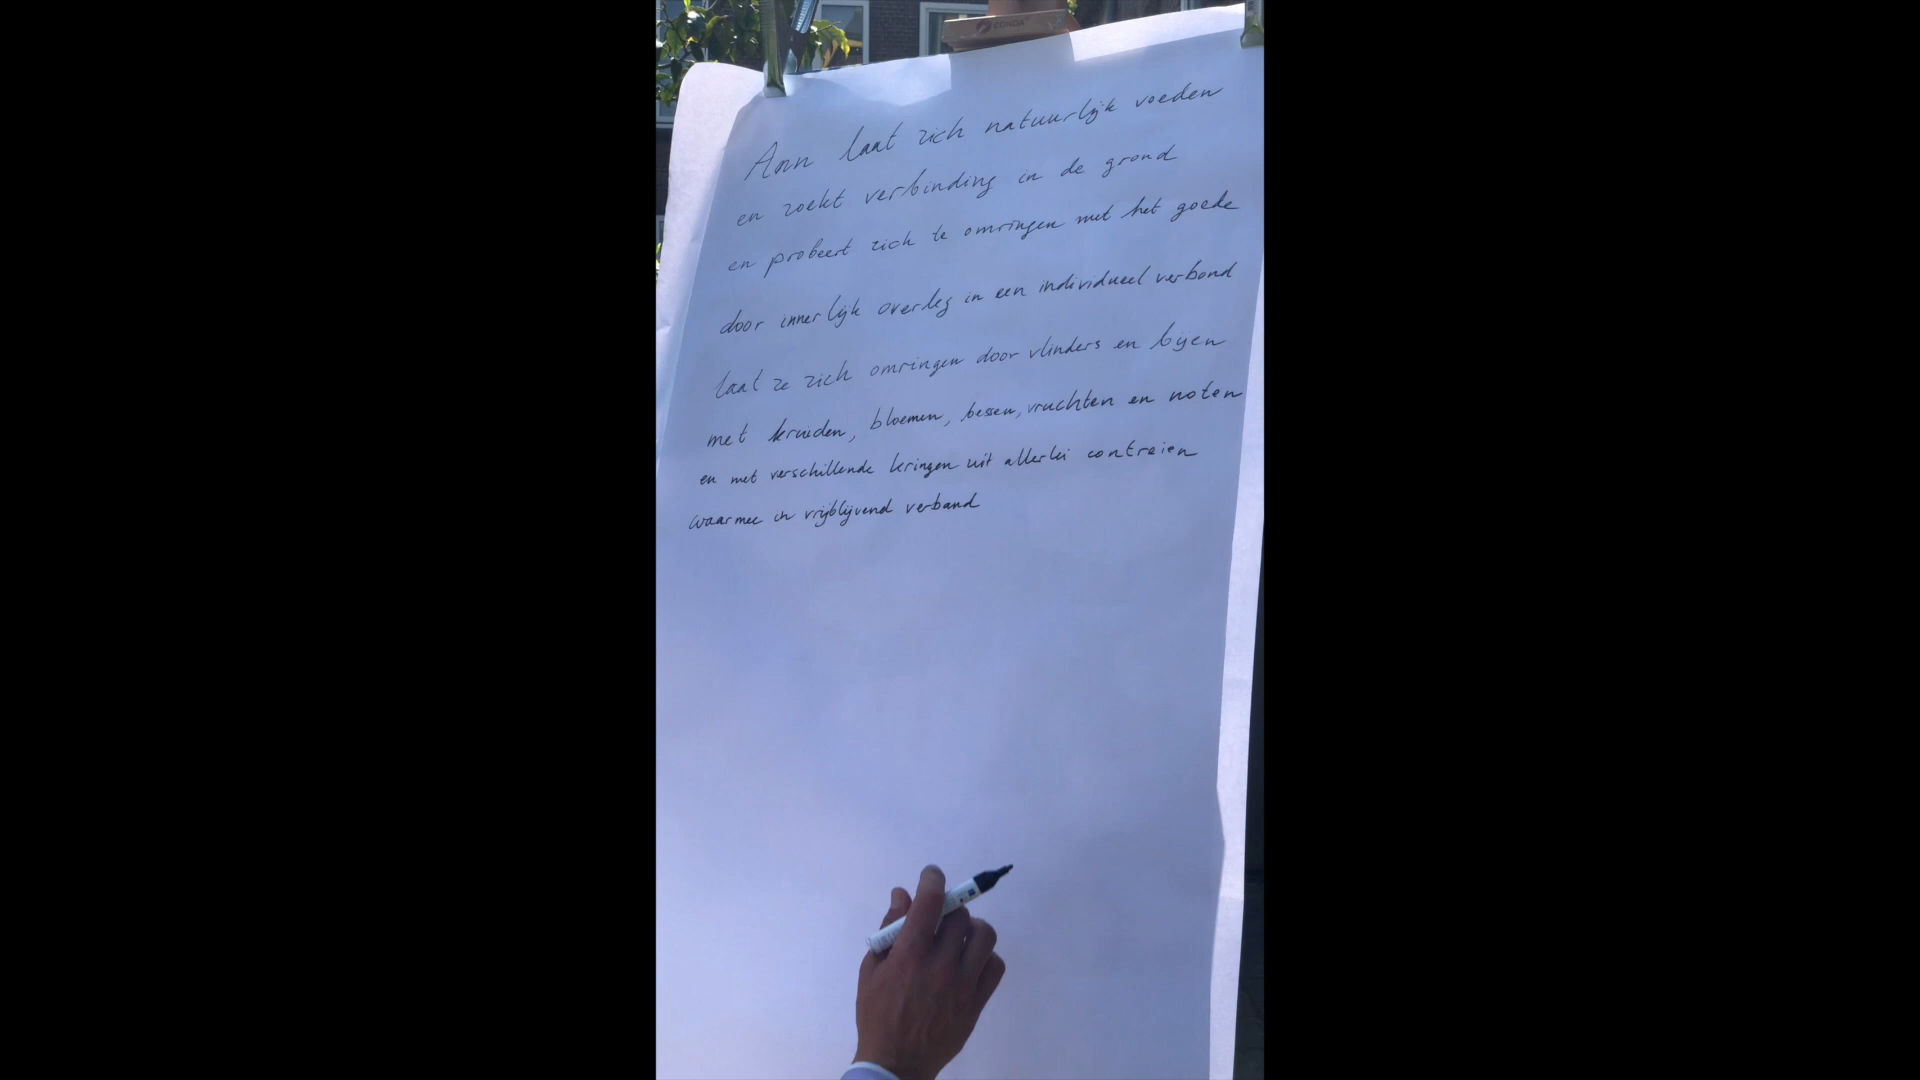 CONDA
laat zich natuurlijk voeden
en zoekt verbinding in de grond
en probeert zich te omringen met het goede
door innerlijk overleg in een individueel verbond
laat ze zich omringen door vlinders en bijen
met kruiden, bloemen, bessen, vruchten en noten
en met verschillende kringen uit allerlei contreien
waarmee in vrijblijvend verband